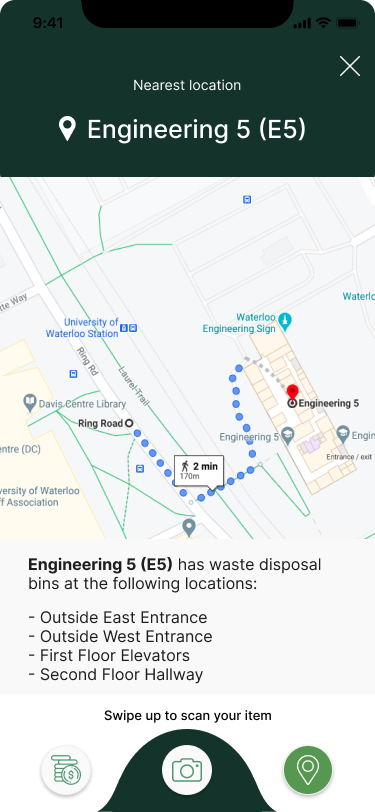 9:41
Nearest location
Engineering 5 (E5)
tte Way
University of
Waterloo Station
Waterloo
Engineering Sign
Waterlo
Ring Rd
Laurel-Trail
Davis Centre Library
Engineering 5
Ring Road
Engineering 5
Engin
entre (DC)
2 min
170m
Entrance / exit
versity of Waterloo
ff Association
Engineering 5 (E5) has waste disposal
bins at the following locations:
- Outside East Entrance
- Outside West Entrance
- First Floor Elevators
- Second Floor Hallway
Swipe up to scan your item
$